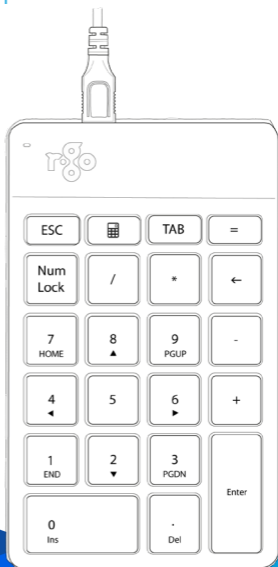 ESC TAB =
Num
Lock / * ←
7 8 9 -
HOME ▲ PGUP
4 5 6 +
◄ ►
1 2 3
END ▼ PGDN
Enter
0 .
Ins Del